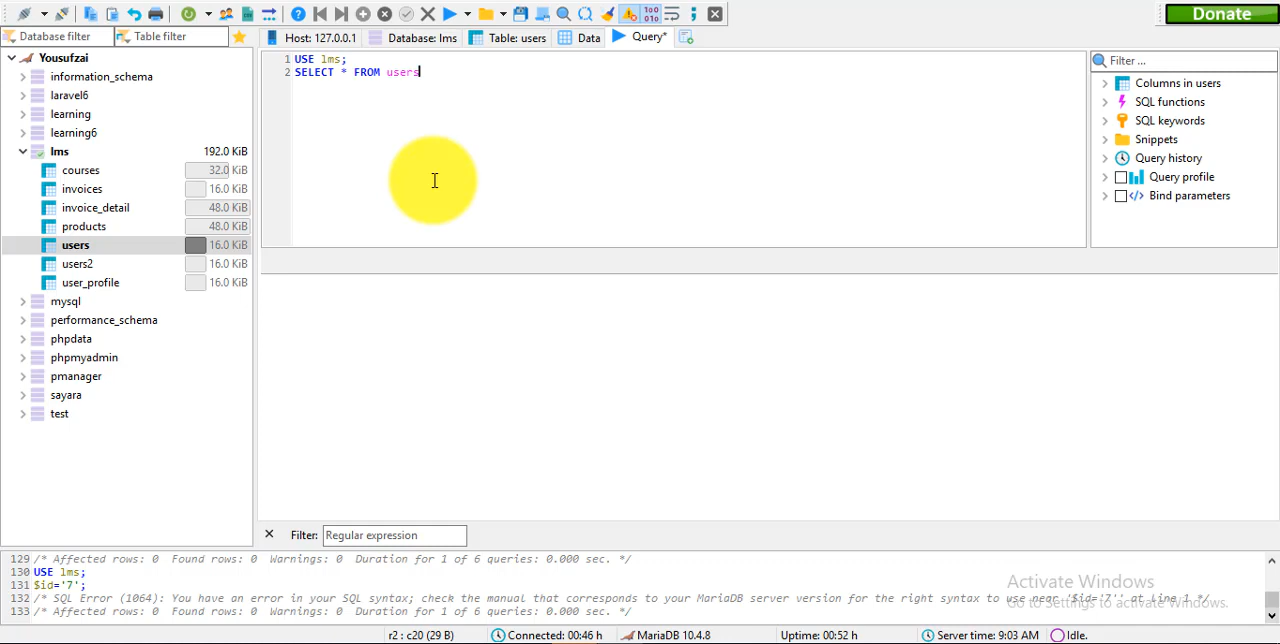 Donate
Database filter
Table filter
Host: 127.0.0.1
Database: lms
Table: users
Data
Query*
Yousufzai
information_schema
laravel6
learning
learning6
lms 192.0 KiB
courses 32.0 KiB
invoices 16.0 KiB
invoice_detail 48.0 KiB
products 48.0 KiB
users 16.0 KiB
users2 16.0 KiB
user_profile 16.0 KiB
mysql
performance_schema
phpdata
phpmyadmin
pmanager
sayara
test
1 USE lms;
2 SELECT * FROM users
Filter ...
Columns in users
SQL functions
SQL keywords
Snippets
Query history
Query profile
Bind parameters
Filter: Regular expression
129 /* Affected rows: 0 Found rows: 0 Warnings: 0 Duration for 1 of 6 queries: 0.000 sec. */
130 USE lms;
131 $id='7';
132 /* SQL Error (1064): You have an error in your SQL syntax; check the manual that corresponds to your MariaDB server version for the right syntax to use near '$id='7'' at line 1 */
133 /* Affected rows: 0 Found rows: 0 Warnings: 0 Duration for 1 of 6 queries: 0.000 sec. */
Activate Windows
Go to Settings to activate Windows.
r2 : c20 (29 B)
Connected: 00:46 h
MariaDB 10.4.8
Uptime: 00:52 h
Server time: 9:03 AM
Idle.